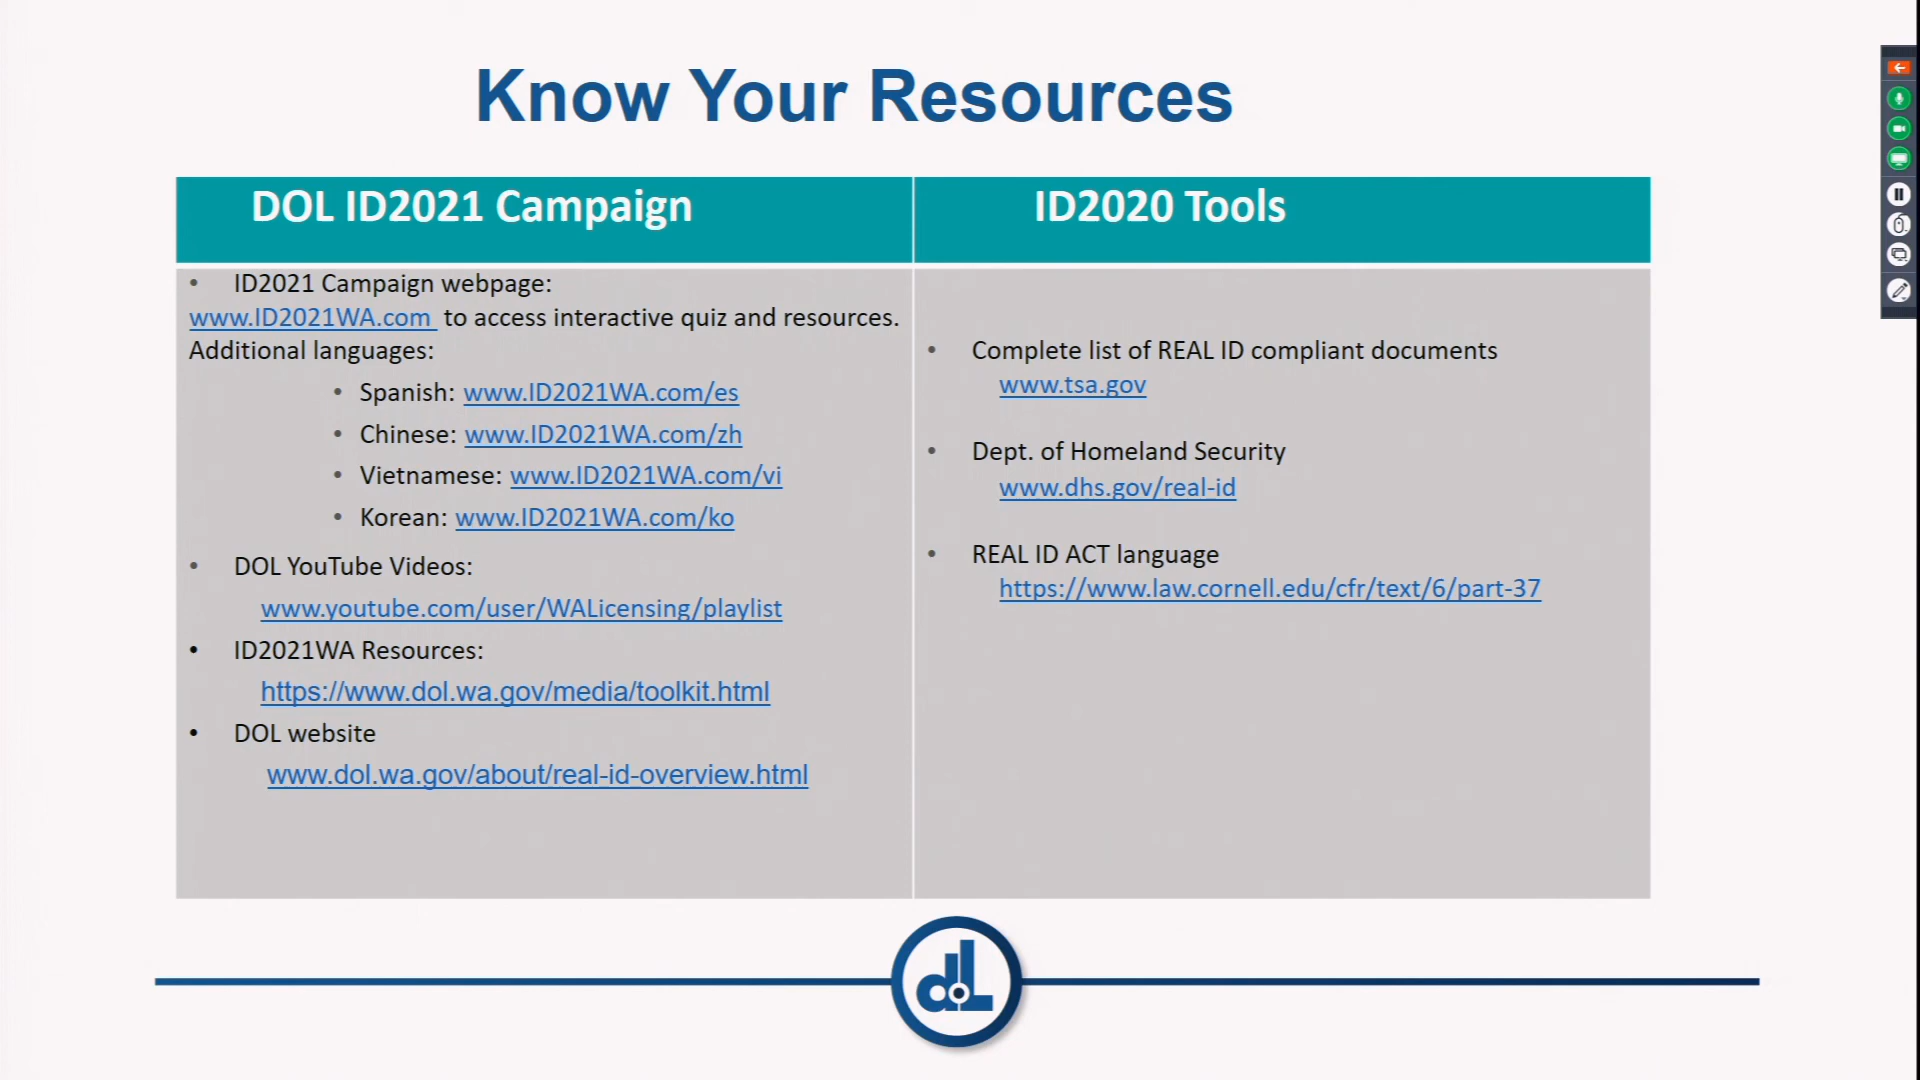 Know Your Resources
DOL ID2021 Campaign
• ID2021 Campaign webpage:
www.ID2021WA.com to access interactive quiz and resources.
Additional languages:
• Spanish: www.ID2021WA.com/es
• Chinese: www.ID2021WA.com/zh
• Vietnamese: www.ID2021WA.com/vi
• Korean: www.ID2021WA.com/ko
• DOL YouTube Videos:
www.youtube.com/user/WALicensing/playlist
• ID2021WA Resources:
https://www.dol.wa.gov/media/toolkit.html
• DOL website
www.dol.wa.gov/about/real-id-overview.html
ID2020 Tools
• Complete list of REAL ID compliant documents
www.tsa.gov
• Dept. of Homeland Security
www.dhs.gov/real-id
• REAL ID ACT language
https://www.law.cornell.edu/cfr/text/6/part-37
dol